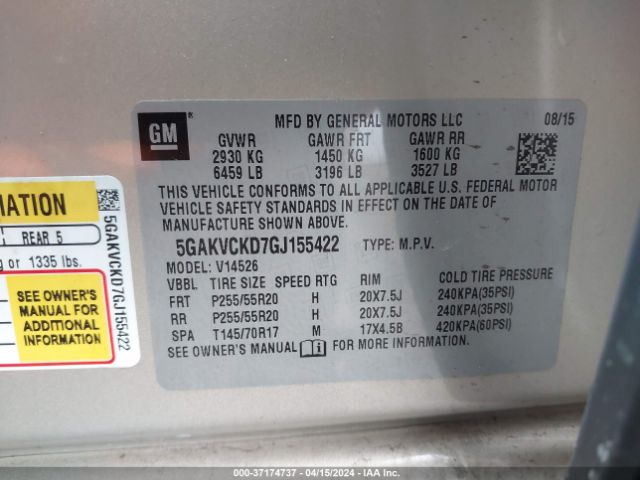 GM
®
MFD BY GENERAL MOTORS LLC 08/15
GVWR GAWR FRT GAWR RR
2930 KG 1450 KG 1600 KG
6459 LB 3196 LB 3527 LB
THIS VEHICLE CONFORMS TO ALL APPLICABLE U.S. FEDERAL MOTOR
VEHICLE SAFETY STANDARDS IN EFFECT ON THE DATE OF
MANUFACTURE SHOWN ABOVE.
5GAKVCKD7GJ155422 TYPE: M.P.V.
MODEL: V14526
VBBL TIRE SIZE SPEED RTG RIM COLD TIRE PRESSURE
FRT P255/55R20 H 20X7.5J 240KPA(35PSI)
RR P255/55R20 H 20X7.5J 240KPA(35PSI)
SPA T145/70R17 M 17X4.5B 420KPA(60PSI)
SEE OWNER'S MANUAL FOR MORE INFORMATION
REAR 5
or 1335 lbs.
SEE OWNER'S
MANUAL FOR
ADDITIONAL
INFORMATION
5GAKVCKD7GJ155422
000-37174737 - 04/15/2024 - IAA Inc.